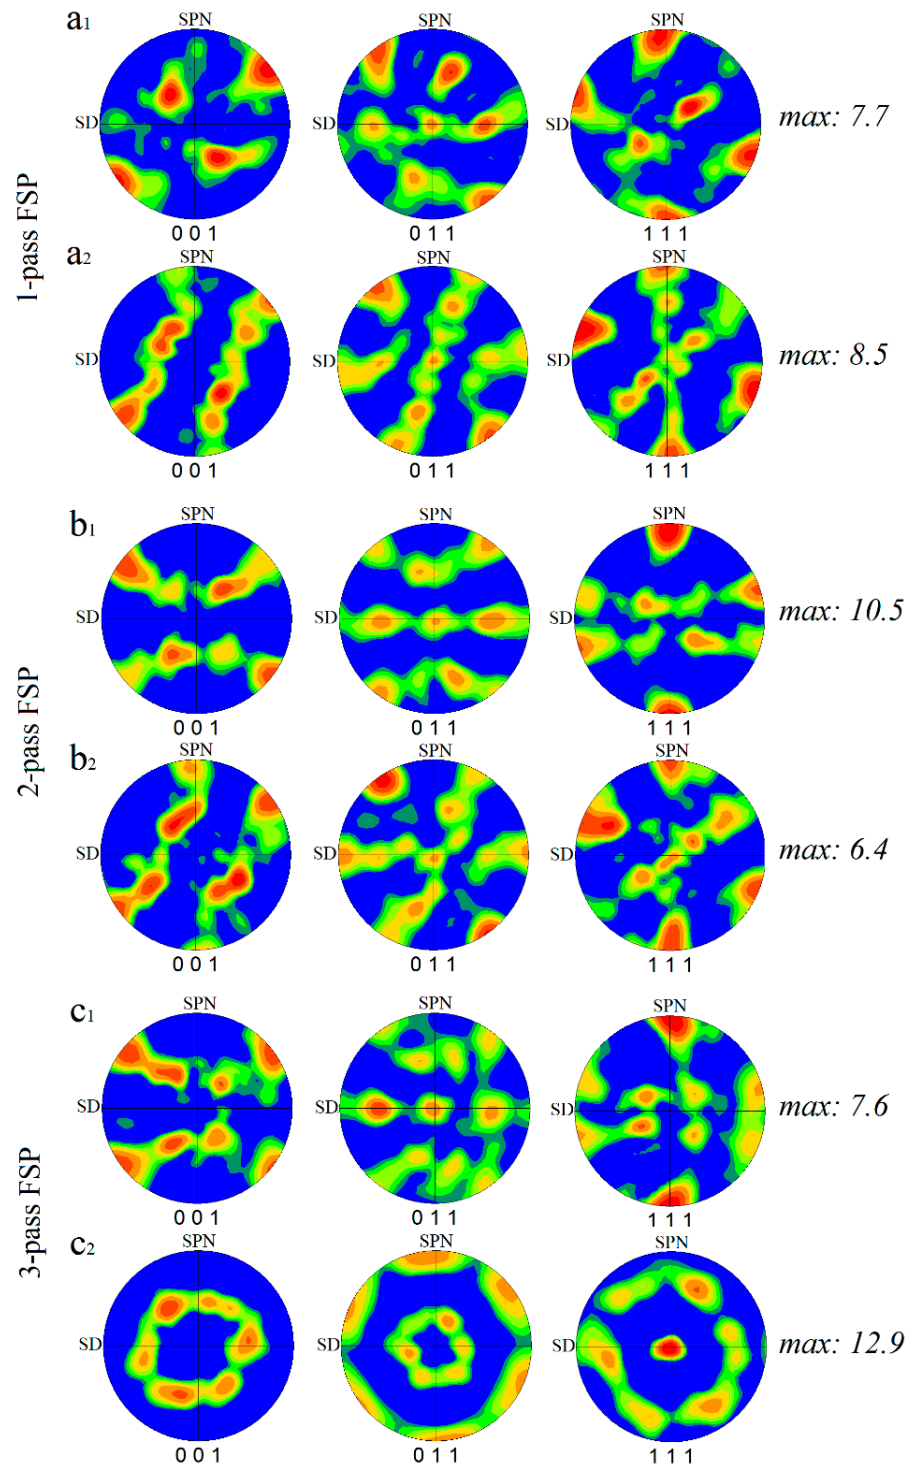 1-pass FSP
a1
SPN
SD
0 0 1
SPN
0 1 1
SPN
SD
1 1 1
max: 7.7
a2
SPN
SD
0 0 1
SPN
SD
0 1 1
SPN
SD
1 1 1
max: 8.5
2-pass FSP
b1
SPN
SD
0 0 1
SPN
SD
0 1 1
SPN
SD
1 1 1
max: 10.5
b2
SPN
SD
0 0 1
SPN
SD
0 1 1
SPN
SD
1 1 1
max: 6.4
3-pass FSP
c1
SPN
SD
0 0 1
SPN
SD
0 1 1
SPN
SD
1 1 1
max: 7.6
c2
SPN
SD
0 0 1
SPN
SD
0 1 1
SPN
SD
1 1 1
max: 12.9